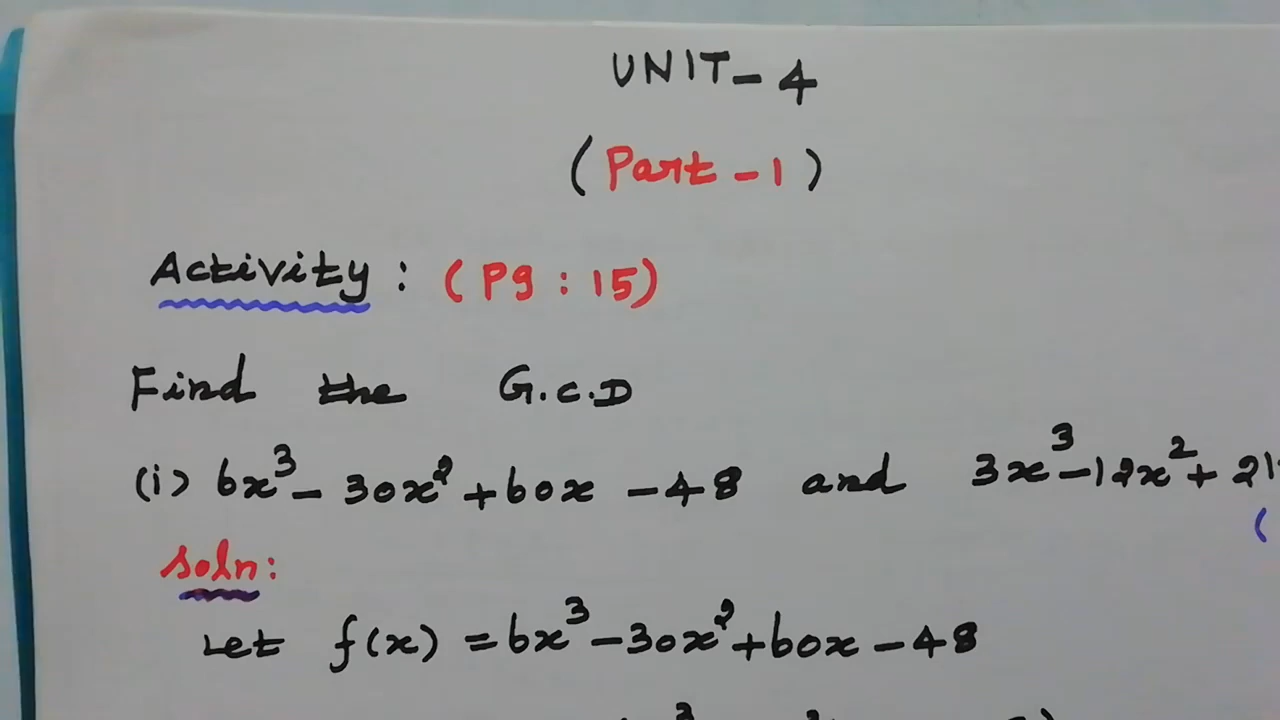 UNIT - 4
(Part - 1)
Activity : (Pg : 15)
Find the G.C.D
(i) 6x³ - 30x² + 60x - 48 and 3x³ - 12x² + 21
soln:
Let f(x) = 6x³ - 30x² + 60x - 48